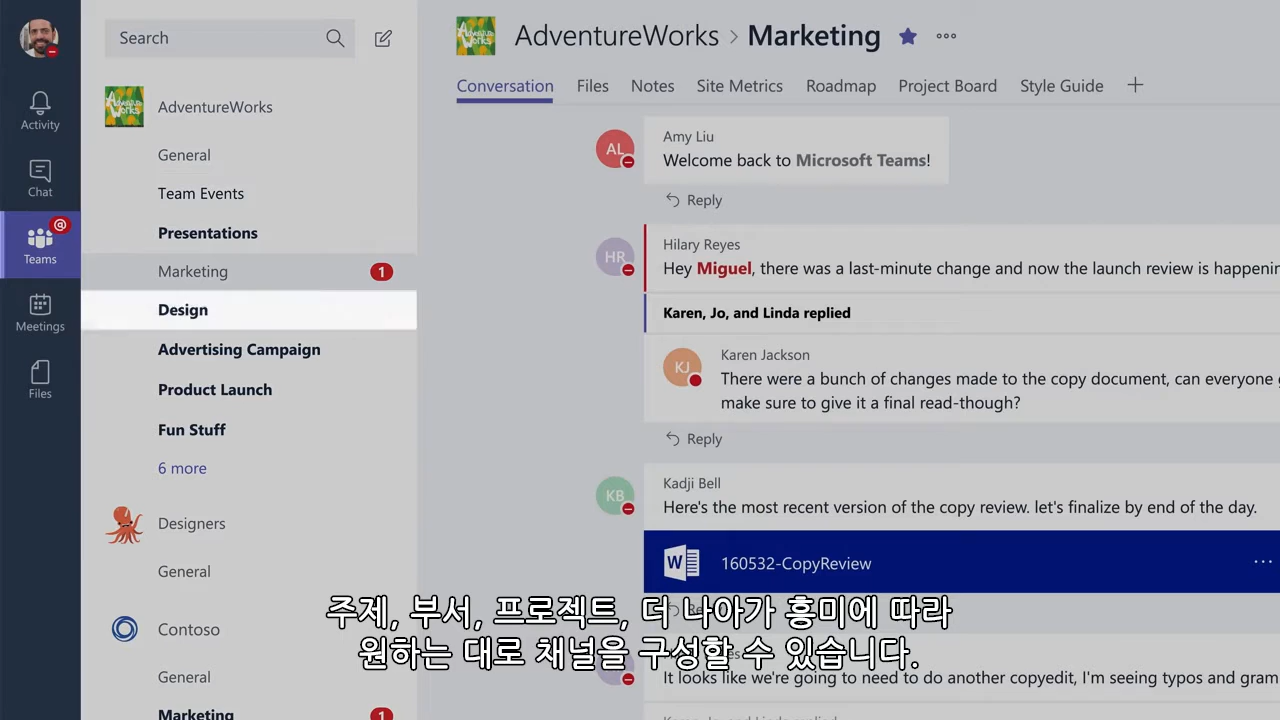 Search
Activity
Chat
Teams
Meetings
Files
AdventureWorks
General
Team Events
Presentations
Marketing 1
Design
Advertising Campaign
Product Launch
Fun Stuff
6 more
Designers
General
Contoso
General
Marketing 1
Adventure Works
AdventureWorks > Marketing
Conversation Files Notes Site Metrics Roadmap Project Board Style Guide
AL
Amy Liu
Welcome back to Microsoft Teams!
Reply
HR
Hilary Reyes
Hey Miguel, there was a last-minute change and now the launch review is happenin
Karen, Jo, and Linda replied
KJ
Karen Jackson
There were a bunch of changes made to the copy document, can everyone
make sure to give it a final read-though?
Reply
KB
Kadji Bell
Here's the most recent version of the copy review. let's finalize by end of the day.
W
160532-CopyReview
주제, 부서, 프로젝트, 더 나아가 흥미에 따라
원하는 대로 채널을 구성할 수 있습니다.
It looks like we're going to need to do another copyedit, I'm seeing typos and gram
Karen, Jo, and Linda replied